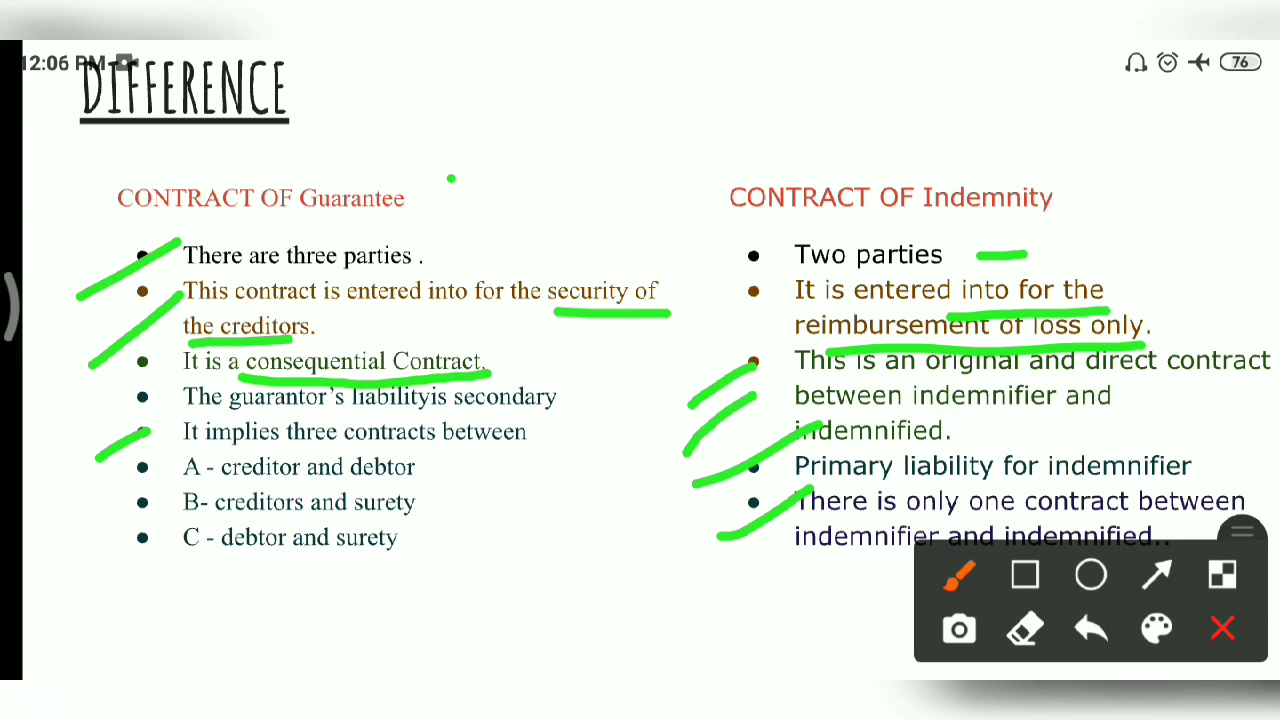 12:06 PM
76
DIFFERENCE
CONTRACT OF Guarantee
There are three parties .
This contract is entered into for the security of
the creditors.
It is a consequential Contract.
The guarantor's liabilityis secondary
It implies three contracts between
A - creditor and debtor
B- creditors and surety
C - debtor and surety
CONTRACT OF Indemnity
Two parties
It is entered into for the
reimbursement of loss only.
This is an original and direct contract
between indemnifier and
indemnified.
Primary liability for indemnifier
There is only one contract between
indemnifier and indemnified..